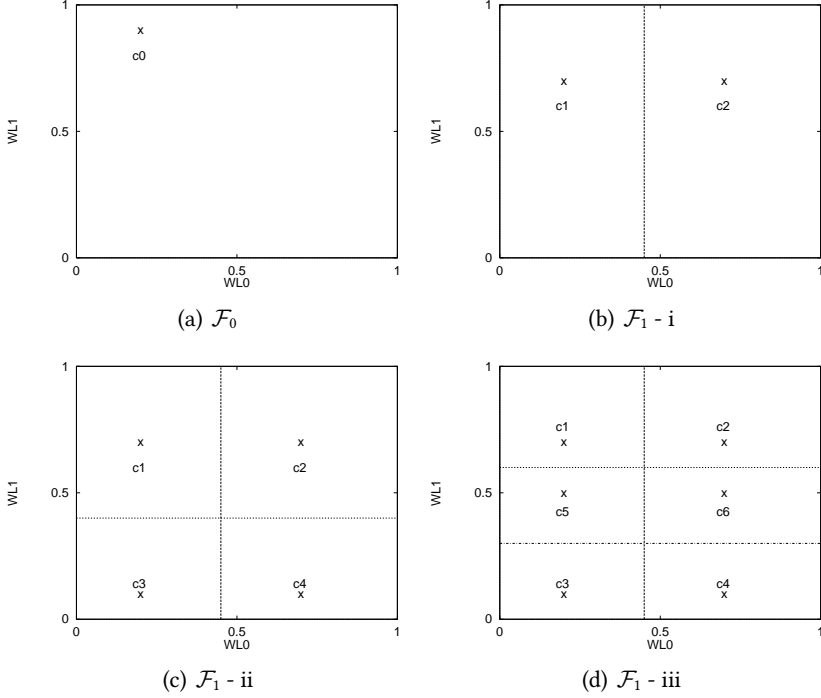 1
x
c0
WL1
0.5
0
0
0.5
1
WL0
(a) F₀
1
x
x
c1
c2
WL1
0.5
0
0
0.5
1
WL0
(b) F₁ - i
1
x
x
c1
c2
WL1
0.5
c3
c4
x
x
0
0
0.5
1
WL0
(c) F₁ - ii
1
c1
c2
x
x
WL1
0.5
x
x
c5
c6
c3
c4
x
x
0
0
0.5
1
WL0
(d) F₁ - iii